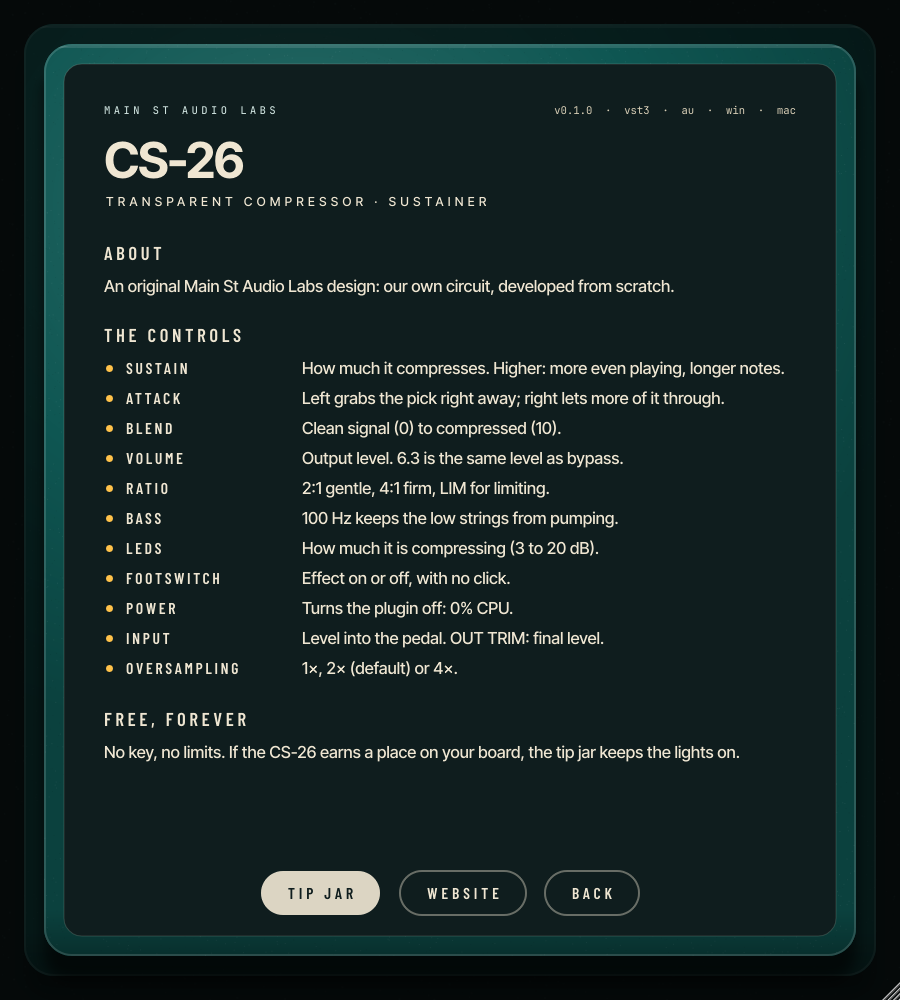 MAIN ST AUDIO LABS
v0.1.0 · vst3 · au · win · mac
CS-26
TRANSPARENT COMPRESSOR · SUSTAINER
ABOUT
An original Main St Audio Labs design: our own circuit, developed from scratch.
THE CONTROLS
• SUSTAIN How much it compresses. Higher: more even playing, longer notes.
• ATTACK Left grabs the pick right away; right lets more of it through.
• BLEND Clean signal (0) to compressed (10).
• VOLUME Output level. 6.3 is the same level as bypass.
• RATIO 2:1 gentle, 4:1 firm, LIM for limiting.
• BASS 100 Hz keeps the low strings from pumping.
• LEDS How much it is compressing (3 to 20 dB).
• FOOTSWITCH Effect on or off, with no click.
• POWER Turns the plugin off: 0% CPU.
• INPUT Level into the pedal. OUT TRIM: final level.
• OVERSAMPLING 1×, 2× (default) or 4×.
FREE, FOREVER
No key, no limits. If the CS-26 earns a place on your board, the tip jar keeps the lights on.
TIP JAR WEBSITE BACK